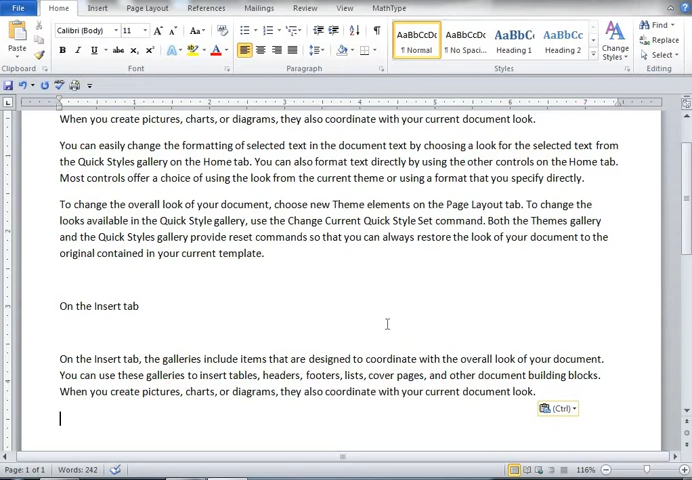 File Home Insert Page Layout References Mailings Review View MathType
Calibri (Body) 11 A A Aa
Paste B I U abe x₂ x² A A
AaBbCcDc AaBbCcDc AaBbC AaBbCc
¶ Normal ¶ No Spaci... Heading 1 Heading 2
Change Styles
Find
Replace
Select
Clipboard Font Paragraph Styles Editing
1 2 3 4 5 6 7
When you create pictures, charts, or diagrams, they also coordinate with your current document look.
You can easily change the formatting of selected text in the document text by choosing a look for the selected text from
the Quick Styles gallery on the Home tab. You can also format text directly by using the other controls on the Home tab.
Most controls offer a choice of using the look from the current theme or using a format that you specify directly.
To change the overall look of your document, choose new Theme elements on the Page Layout tab. To change the
looks available in the Quick Style gallery, use the Change Current Quick Style Set command. Both the Themes gallery
and the Quick Styles gallery provide reset commands so that you can always restore the look of your document to the
original contained in your current template.
On the Insert tab
On the Insert tab, the galleries include items that are designed to coordinate with the overall look of your document.
You can use these galleries to insert tables, headers, footers, lists, cover pages, and other document building blocks.
When you create pictures, charts, or diagrams, they also coordinate with your current document look.
(Ctrl)
Page: 1 of 1 Words: 242 116%